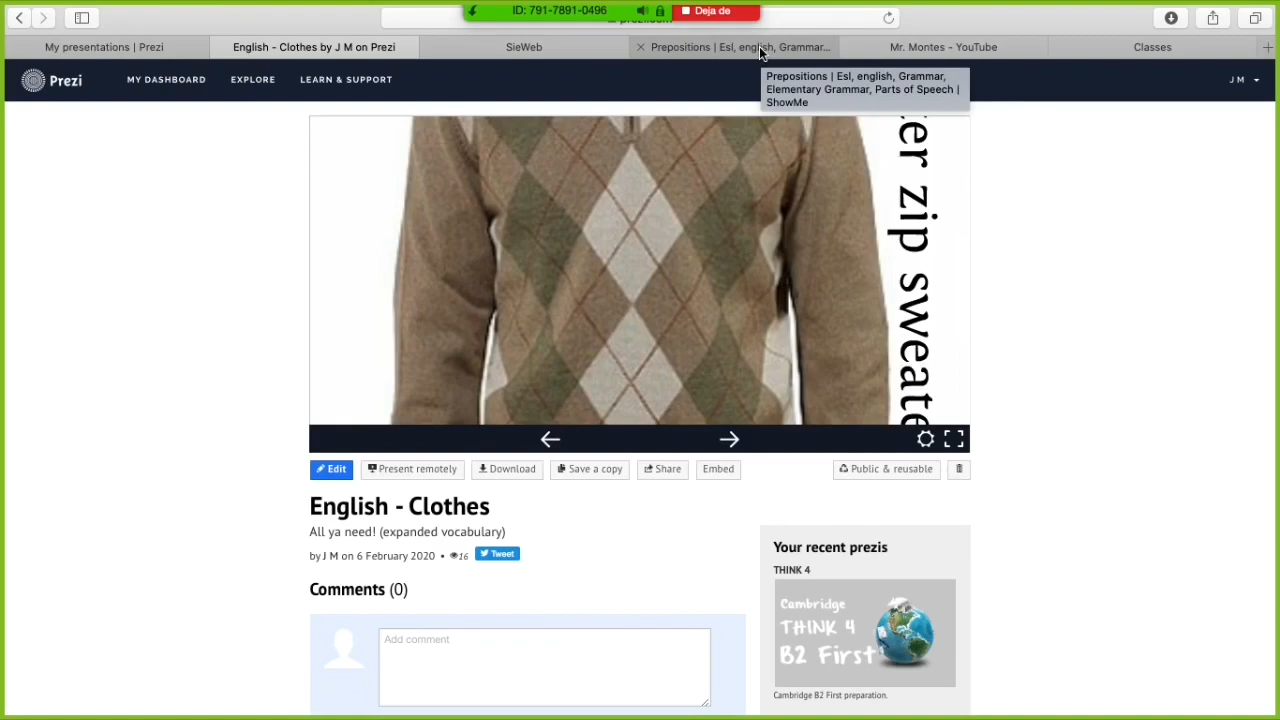 ID: 791-7891-0496
Deja de
My presentations | Prezi
English - Clothes by J M on Prezi
SieWeb
Prepositions | Esl, english, Grammar...
Mr. Montes - YouTube
Classes
Prezi
MY DASHBOARD
EXPLORE
LEARN & SUPPORT
J M
Prepositions | Esl, english, Grammar,
Elementary Grammar, Parts of Speech |
ShowMe
er zip sweate
Edit
Present remotely
Download
Save a copy
Share
Embed
Public & reusable
English - Clothes
All ya need! (expanded vocabulary)
by J M on 6 February 2020 • 16
Tweet
Comments (0)
Add comment
Your recent prezis
THINK 4
Cambridge
THiNK 4
B2 First
Cambridge B2 First preparation.